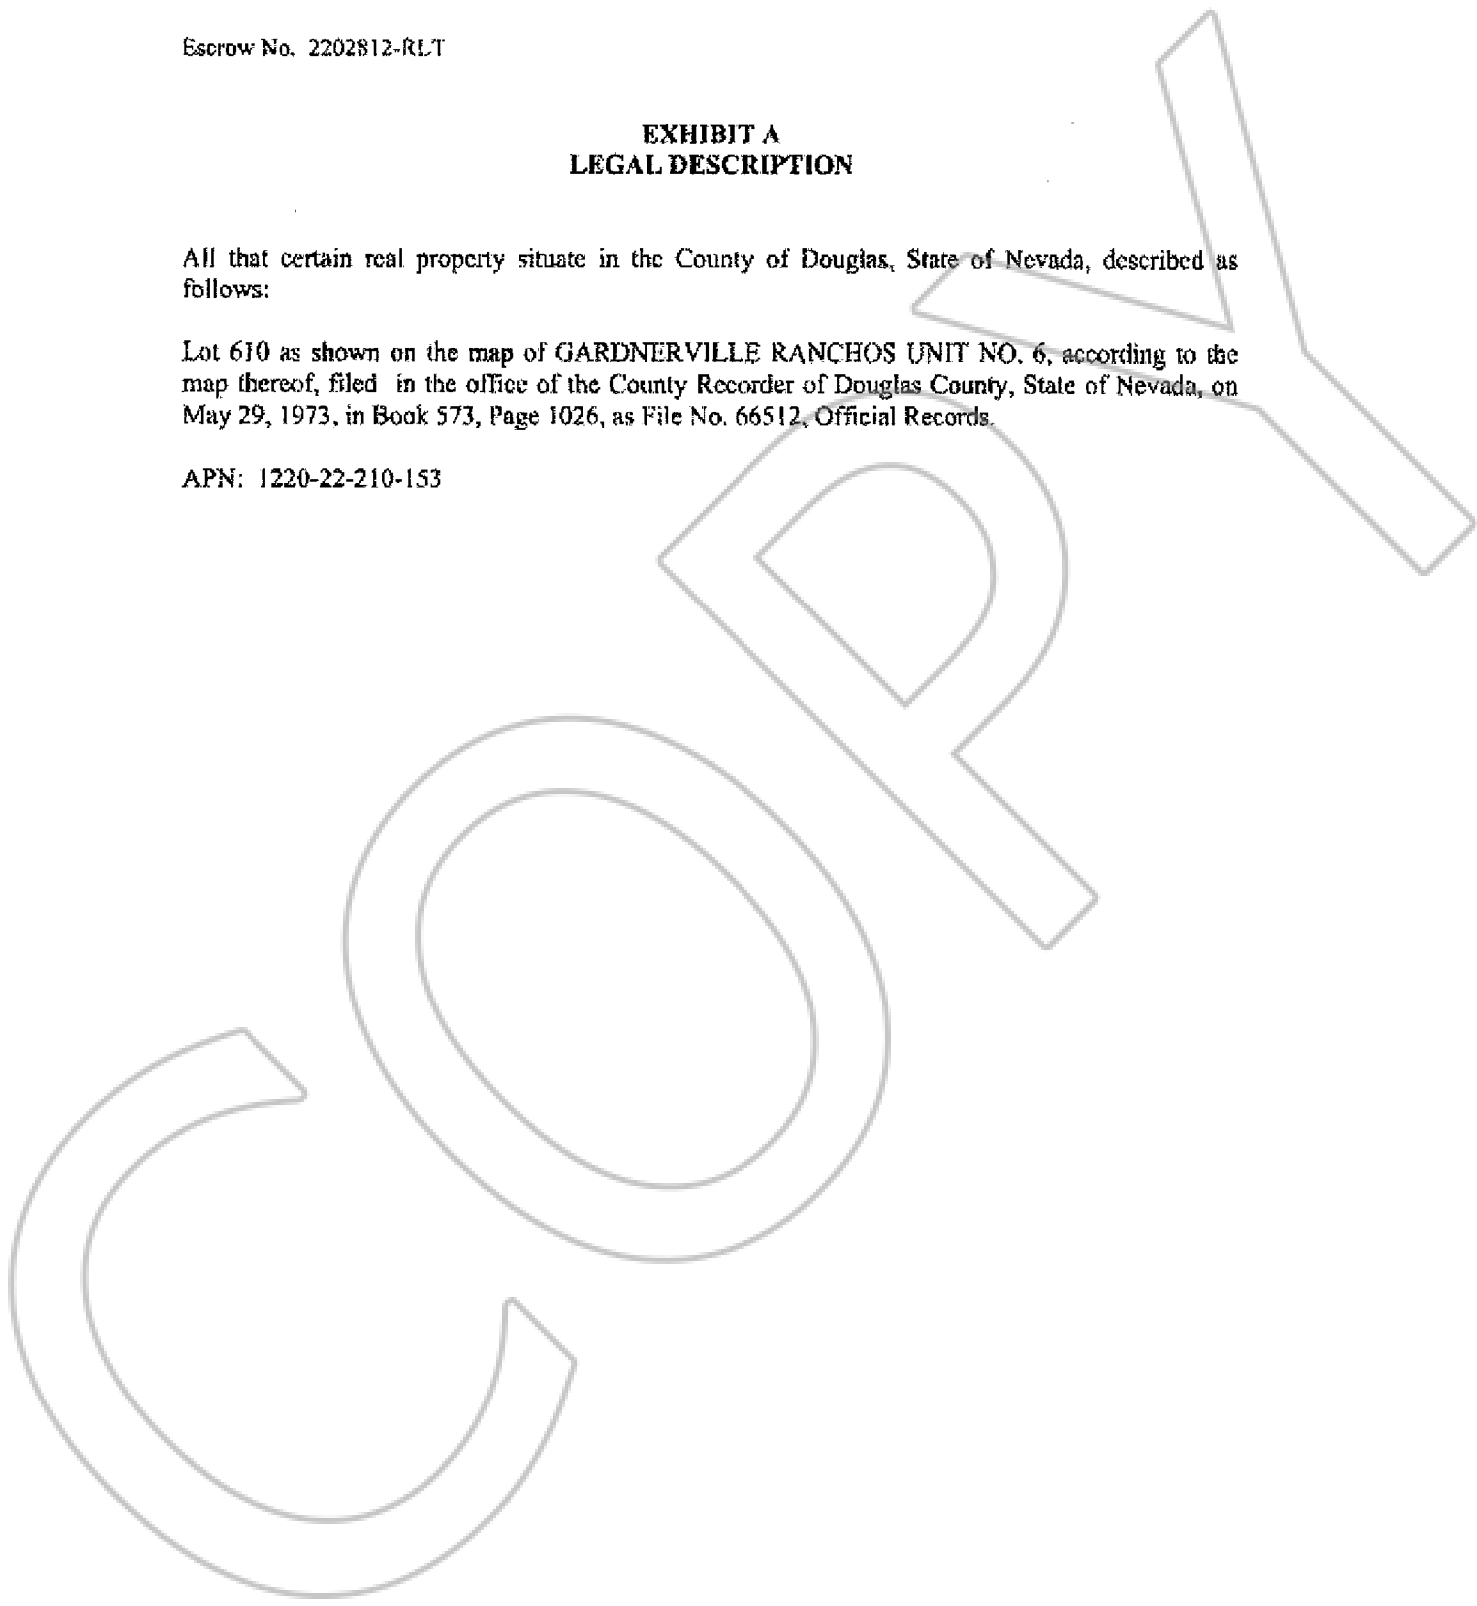 Escrow No. 2202812-RLT
EXHIBIT A
LEGAL DESCRIPTION
All that certain real property situate in the County of Douglas, State of Nevada, described as
follows:
Lot 610 as shown on the map of GARDNERVILLE RANCHOS UNIT NO. 6, according to the
map thereof, filed in the office of the County Recorder of Douglas County, State of Nevada, on
May 29, 1973, in Book 573, Page 1026, as File No. 66512, Official Records.
APN: 1220-22-210-153
COPY